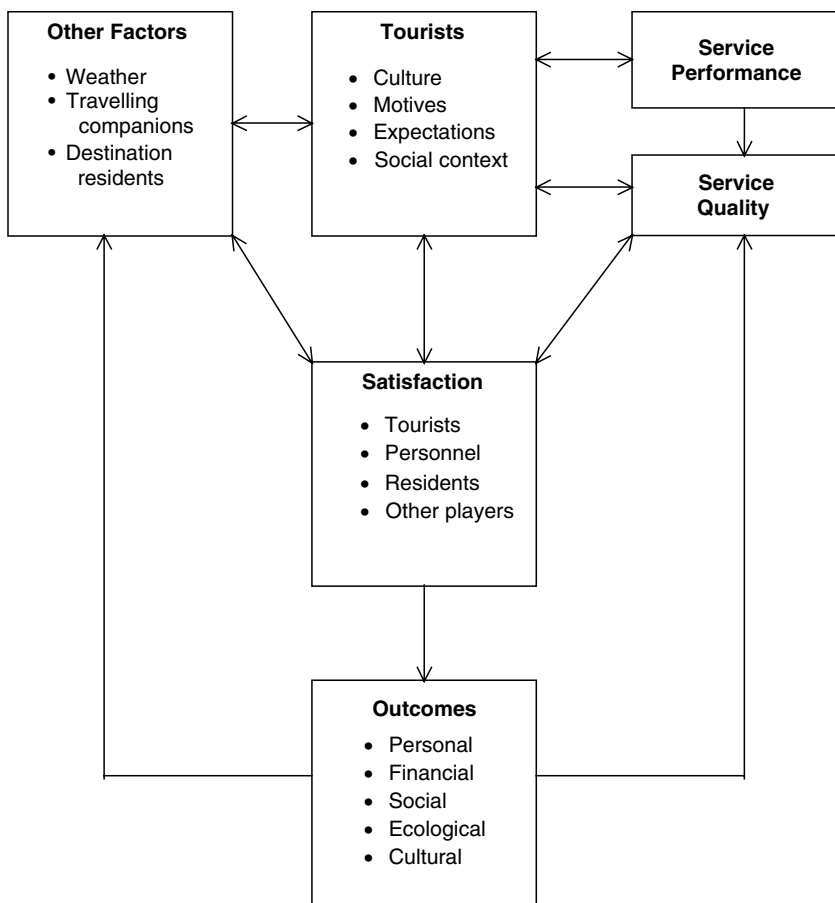 Other Factors
• Weather
• Travelling
companions
• Destination
residents
Tourists
• Culture
• Motives
• Expectations
• Social context
Service
Performance
Service
Quality
Satisfaction
• Tourists
• Personnel
• Residents
• Other players
Outcomes
• Personal
• Financial
• Social
• Ecological
• Cultural